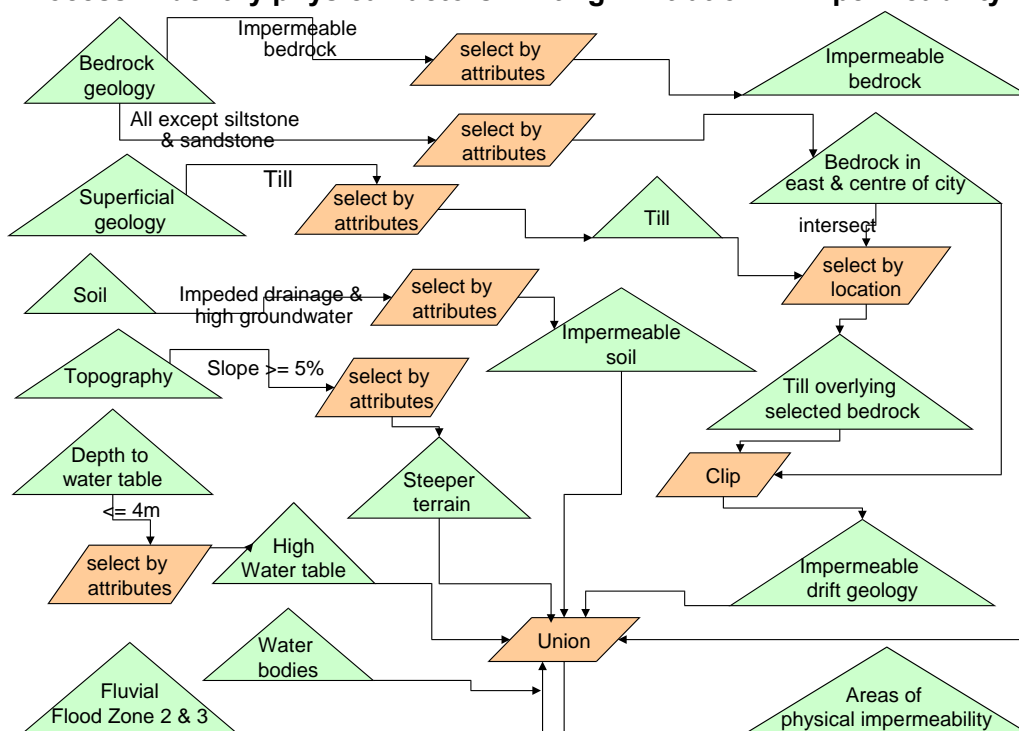 Impermeable
bedrock
select by
attributes
Impermeable
bedrock
Bedrock
geology
All except siltstone
& sandstone
select by
attributes
Bedrock in
east & centre of city
Superficial
geology
Till
select by
attributes
Till
intersect
select by
location
Soil
Impeded drainage &
high groundwater
select by
attributes
Impermeable
soil
Topography
Slope >= 5%
select by
attributes
Till overlying
selected bedrock
Depth to
water table
Steeper
terrain
Clip
<= 4m
select by
attributes
High
Water table
Impermeable
drift geology
Union
Water
bodies
Fluvial
Flood Zone 2 & 3
Areas of
physical impermeability